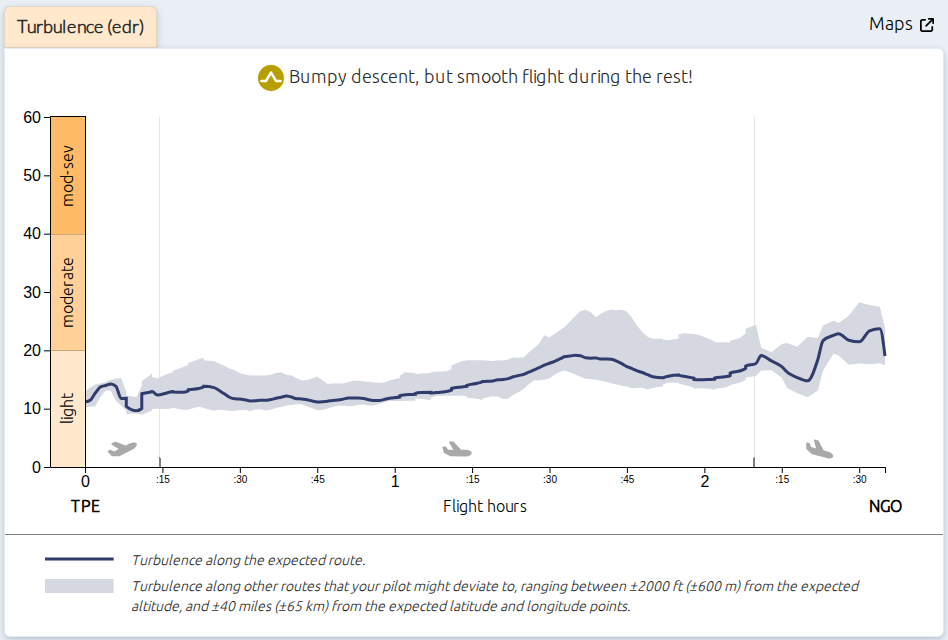 Turbulence (edr)
Maps
Bumpy descent, but smooth flight during the rest!
60
50
40
30
20
10
0
mod-sev
moderate
light
0 :15 :30 :45 1 :15 :30 :45 2 :15 :30
TPE Flight hours NGO
Turbulence along the expected route.
Turbulence along other routes that your pilot might deviate to, ranging between ±2000 ft (±600 m) from the expected
altitude, and ±40 miles (±65 km) from the expected latitude and longitude points.